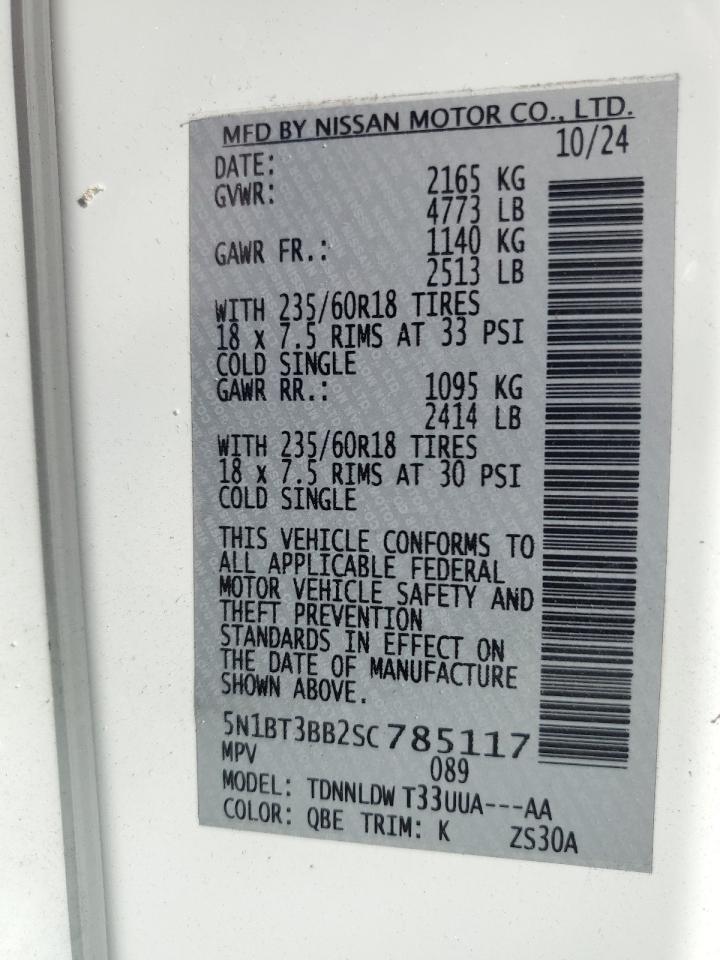 MFD BY NISSAN MOTOR CO., LTD.
DATE: 10/24
GVWR: 2165 KG
4773 LB
GAWR FR.: 1140 KG
2513 LB
WITH 235/60R18 TIRES
18 x 7.5 RIMS AT 33 PSI
COLD SINGLE
GAWR RR.: 1095 KG
2414 LB
WITH 235/60R18 TIRES
18 x 7.5 RIMS AT 30 PSI
COLD SINGLE
THIS VEHICLE CONFORMS TO
ALL APPLICABLE FEDERAL
MOTOR VEHICLE SAFETY AND
THEFT PREVENTION
STANDARDS IN EFFECT ON
THE DATE OF MANUFACTURE
SHOWN ABOVE.
5N1BT3BB2SC785117
MPV 089
MODEL: TDNNLDW T33UUA---AA
COLOR: QBE TRIM: K ZS30A